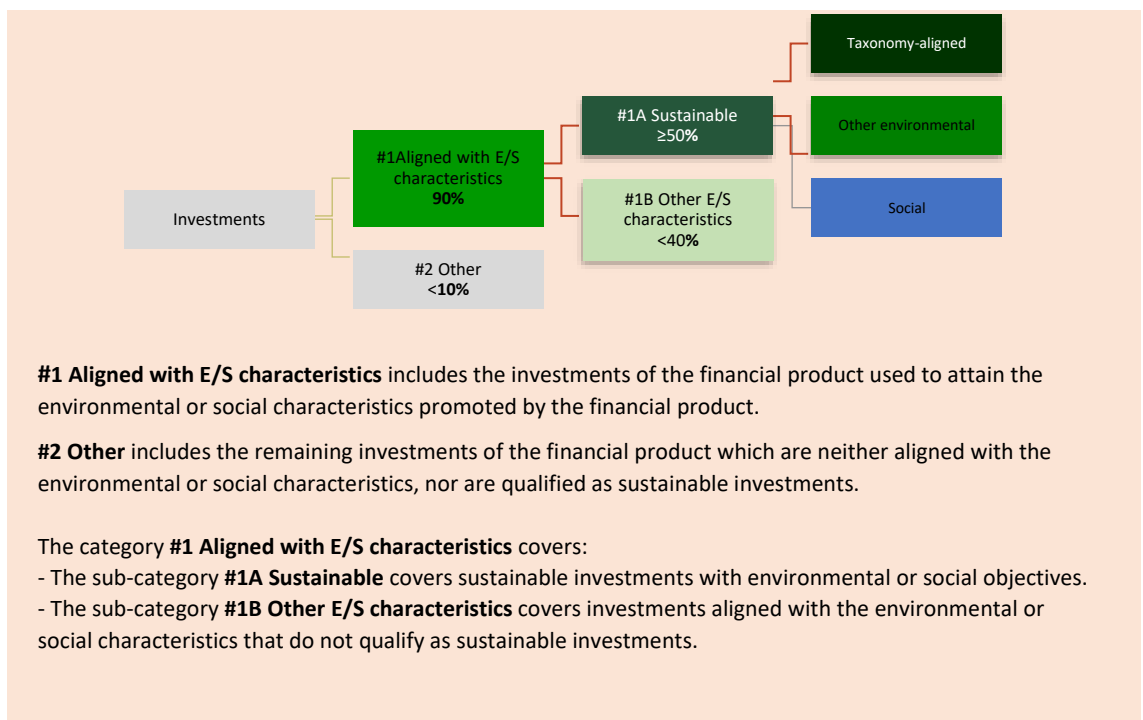 Taxonomy-aligned
#1A Sustainable
≥50%
Other environmental
#1Aligned with E/S
characteristics
90%
#1B Other E/S
characteristics
<40%
Social
Investments
#2 Other
<10%
#1 Aligned with E/S characteristics includes the investments of the financial product used to attain the
environmental or social characteristics promoted by the financial product.
#2 Other includes the remaining investments of the financial product which are neither aligned with the
environmental or social characteristics, nor are qualified as sustainable investments.
The category #1 Aligned with E/S characteristics covers:
- The sub-category #1A Sustainable covers sustainable investments with environmental or social objectives.
- The sub-category #1B Other E/S characteristics covers investments aligned with the environmental or
social characteristics that do not qualify as sustainable investments.